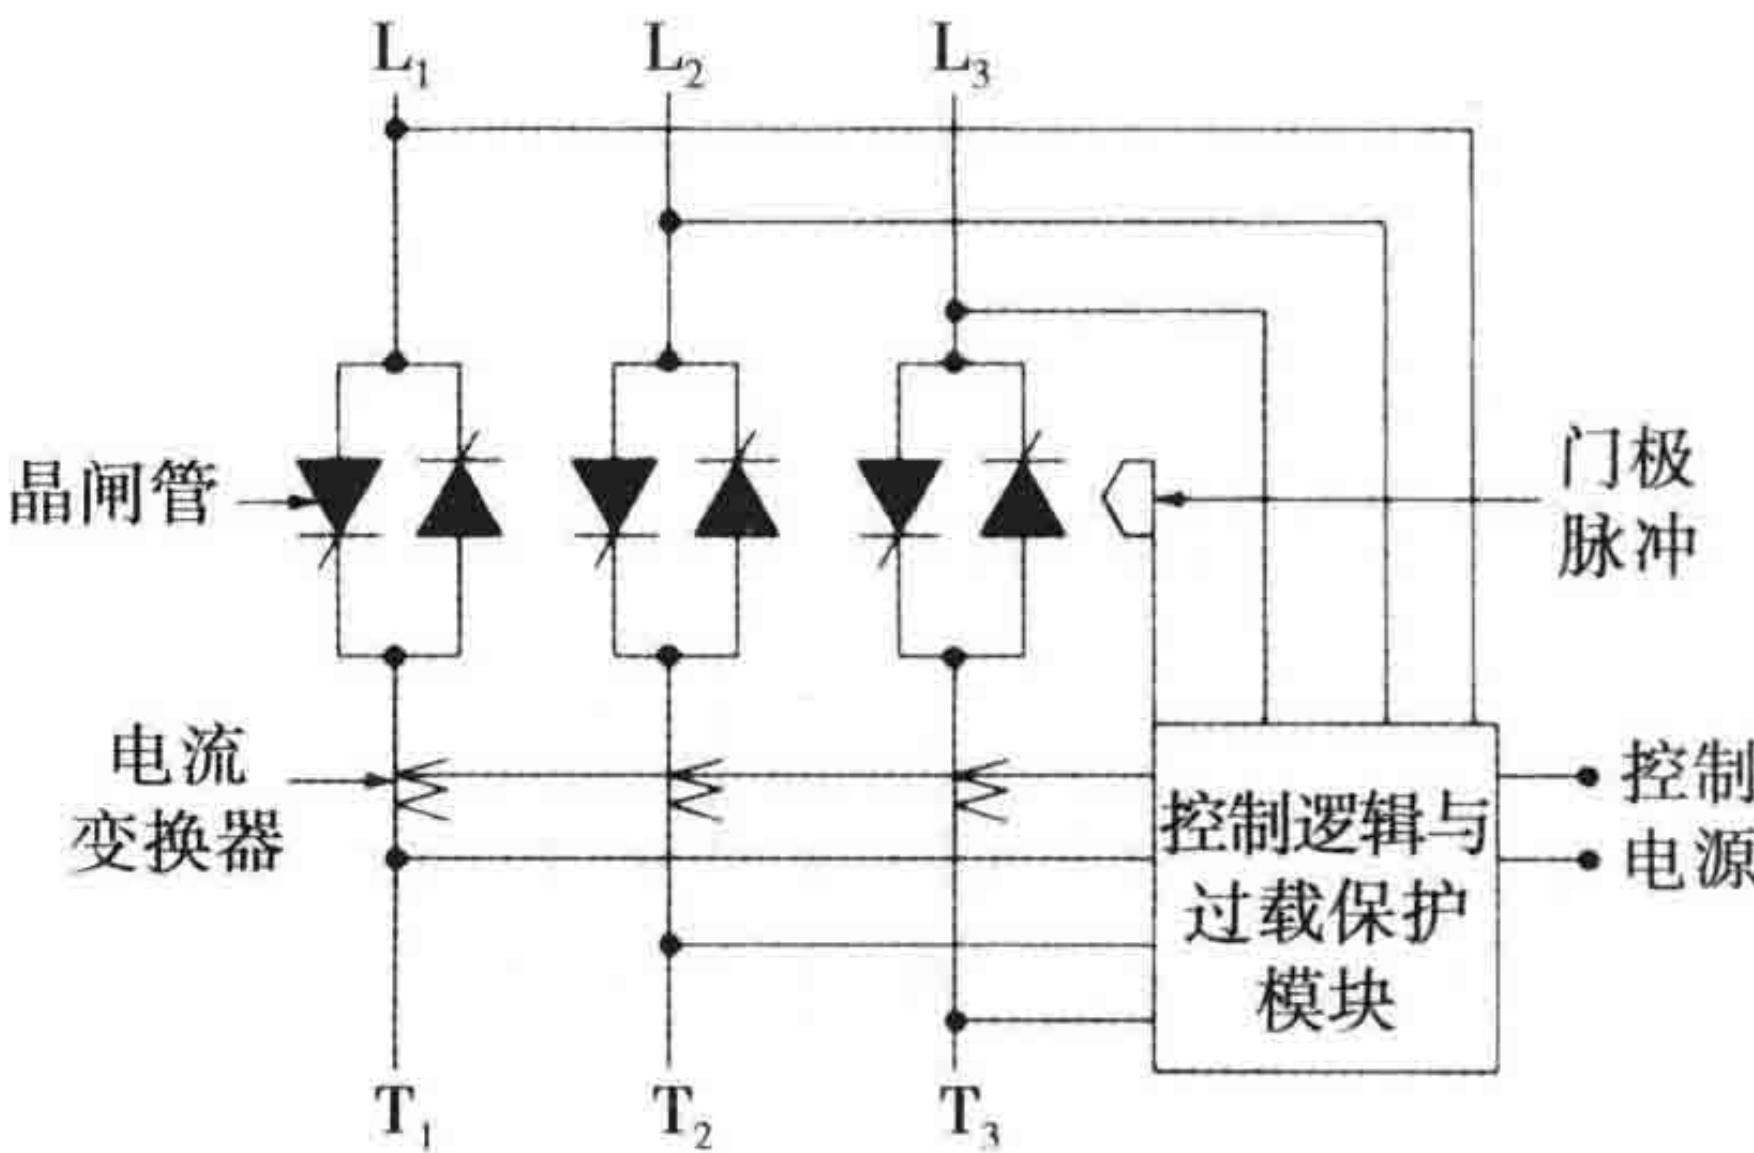 L₁ L₂ L₃
晶闸管
门极
脉冲
电流
变换器
控制逻辑与
过载保护
模块
控制
电源
T₁ T₂ T₃